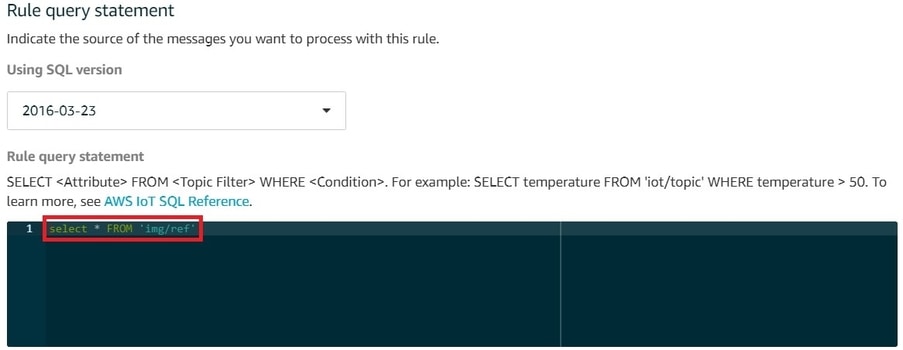 Rule query statement
Indicate the source of the messages you want to process with this rule.
Using SQL version
2016-03-23
Rule query statement
SELECT <Attribute> FROM <Topic Filter> WHERE <Condition>. For example: SELECT temperature FROM 'iot/topic' WHERE temperature > 50. To
learn more, see AWS IoT SQL Reference.
1 select * FROM 'img/ref'